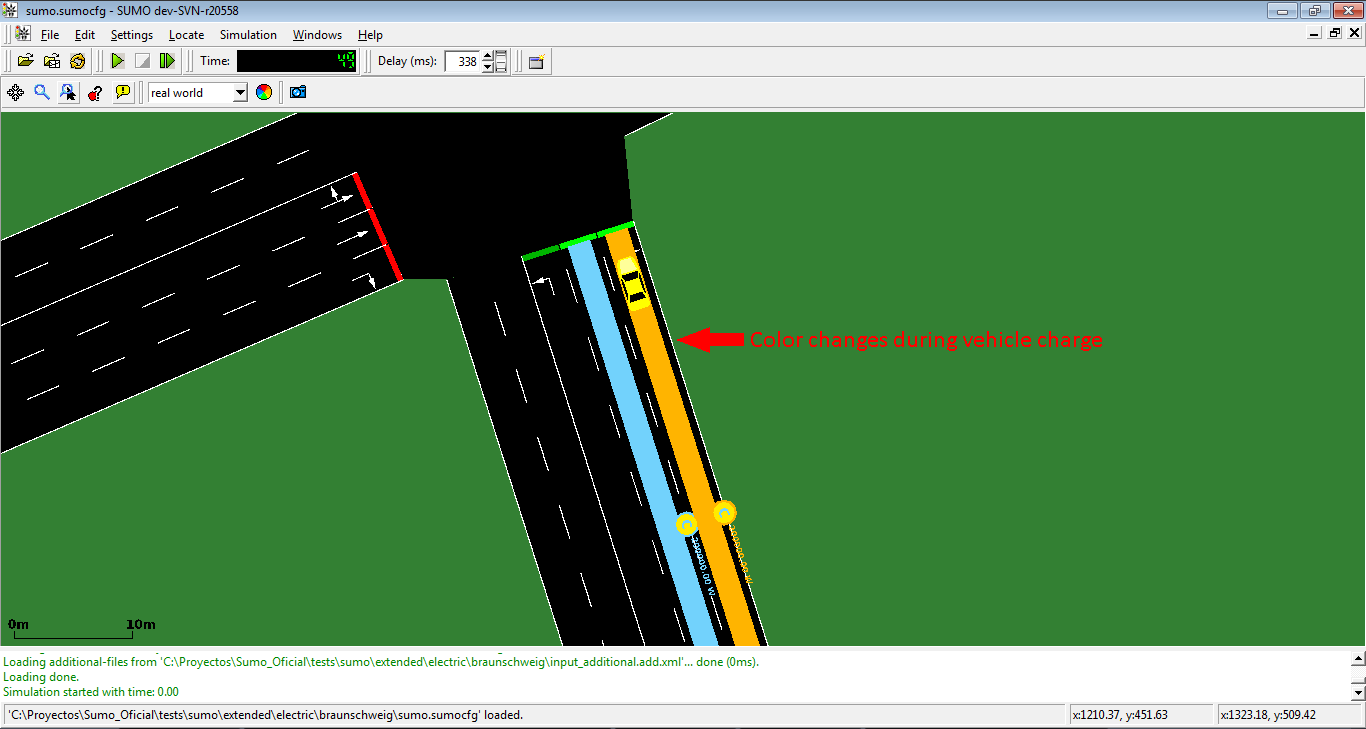 sumo.sumocfg - SUMO dev-SVN-r20558
File Edit Settings Locate Simulation Windows Help
Time: 49 Delay (ms): 338
real world
Color changes during vehicle charge
C C
0m 10m
Loading additional-files from 'C:\Proyectos\Sumo_Oficial\tests\sumo\extended\electric\braunschweig\input_additional.add.xml'... done (0ms).
Loading done.
Simulation started with time: 0.00
'C:\Proyectos\Sumo_Oficial\tests\sumo\extended\electric\braunschweig\sumo.sumocfg' loaded. x:1210.37, y:451.63 x:1323.18, y:509.42